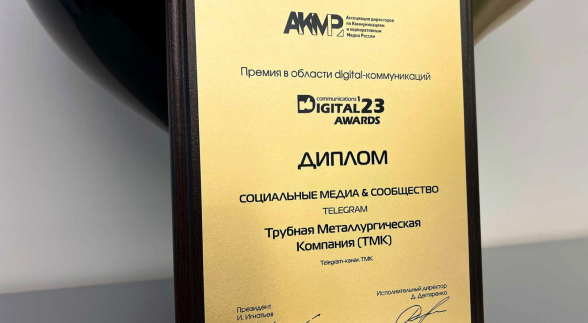 АКМР
Ассоциация директоров
по Коммуникациям
и корпоративным
Медиа России
Премия в области digital-коммуникаций
communications
DIGITAL 23
AWARDS
ДИПЛОМ
СОЦИАЛЬНЫЕ МЕДИА & СООБЩЕСТВО
TELEGRAM
Трубная Металлургическая
Компания (ТМК)
Telegram-канал ТМК
Президент
И. Игнатьев
Исполнительный директор
Д. Дегтяренко